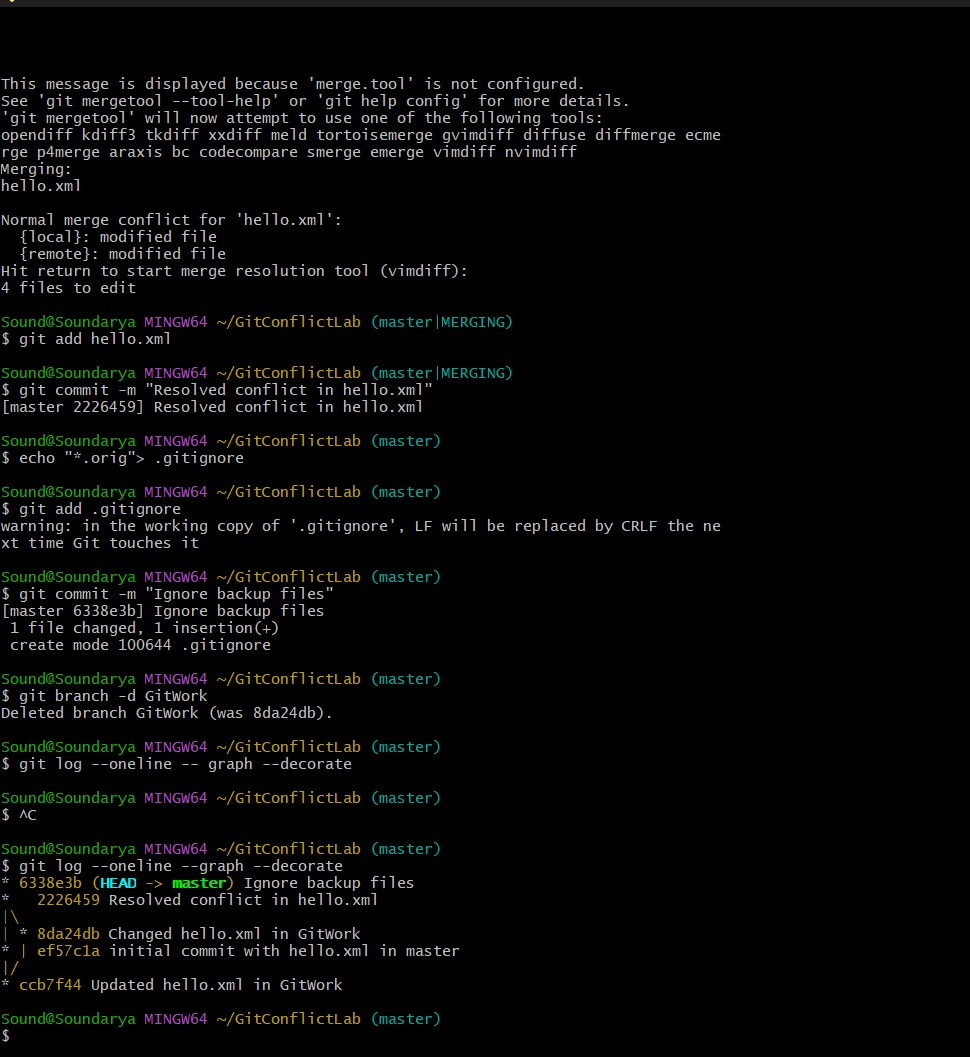 This message is displayed because 'merge.tool' is not configured.
See 'git mergetool --tool-help' or 'git help config' for more details.
'git mergetool' will now attempt to use one of the following tools:
opendiff kdiff3 tkdiff xxdiff meld tortoisemerge gvimdiff diffuse diffmerge ecme
rge p4merge araxis bc codecompare smerge emerge vimdiff nvimdiff
Merging:
hello.xml

Normal merge conflict for 'hello.xml':
  {local}: modified file
  {remote}: modified file
Hit return to start merge resolution tool (vimdiff):
4 files to edit

Sound@Soundarya MINGW64 ~/GitConflictLab (master|MERGING)
$ git add hello.xml

Sound@Soundarya MINGW64 ~/GitConflictLab (master|MERGING)
$ git commit -m "Resolved conflict in hello.xml"
[master 2226459] Resolved conflict in hello.xml

Sound@Soundarya MINGW64 ~/GitConflictLab (master)
$ echo "*.orig"> .gitignore

Sound@Soundarya MINGW64 ~/GitConflictLab (master)
$ git add .gitignore
warning: in the working copy of '.gitignore', LF will be replaced by CRLF the ne
xt time Git touches it

Sound@Soundarya MINGW64 ~/GitConflictLab (master)
$ git commit -m "Ignore backup files"
[master 6338e3b] Ignore backup files
 1 file changed, 1 insertion(+)
 create mode 100644 .gitignore

Sound@Soundarya MINGW64 ~/GitConflictLab (master)
$ git branch -d GitWork
Deleted branch GitWork (was 8da24db).

Sound@Soundarya MINGW64 ~/GitConflictLab (master)
$ git log --oneline -- graph --decorate

Sound@Soundarya MINGW64 ~/GitConflictLab (master)
$ ^C

Sound@Soundarya MINGW64 ~/GitConflictLab (master)
$ git log --oneline --graph --decorate
* 6338e3b (HEAD -> master) Ignore backup files
*   2226459 Resolved conflict in hello.xml
|\
| * 8da24db Changed hello.xml in GitWork
* | ef57c1a initial commit with hello.xml in master
|/
* ccb7f44 Updated hello.xml in GitWork

Sound@Soundarya MINGW64 ~/GitConflictLab (master)
$